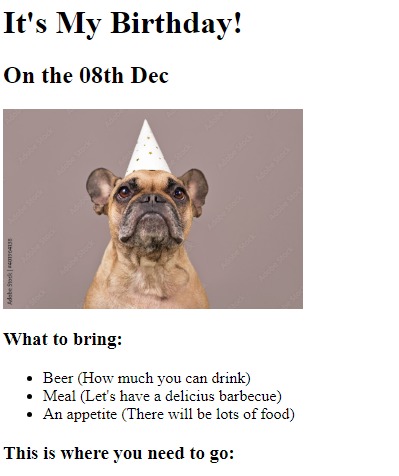 It's My Birthday!
On the 08th Dec
Adobe Stock | #469954139
What to bring:
Beer (How much you can drink)
Meal (Let's have a delicius barbecue)
An appetite (There will be lots of food)
This is where you need to go: